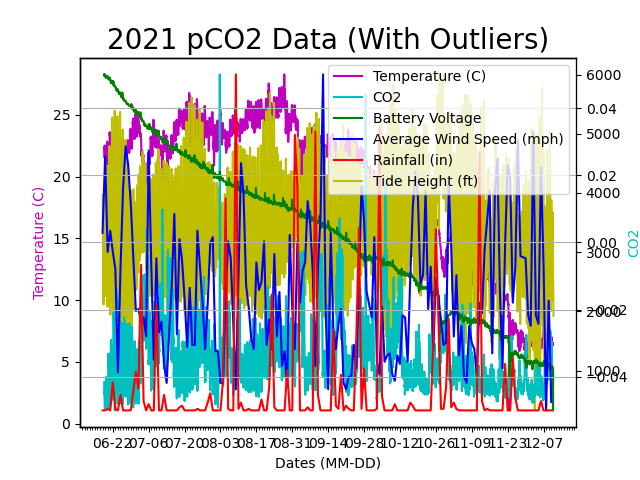 2021 pCO2 Data (With Outliers)
Temperature (C)
CO2
Battery Voltage
Average Wind Speed (mph)
Rainfall (in)
Tide Height (ft)
Temperature (C)
25
20
15
10
5
0
6000
5000
4000
3000
2000
1000
0.04
0.02
0.00
−0.02
−0.04
CO2
06-22 07-06 07-20 08-03 08-17 08-31 09-14 09-28 10-12 10-26 11-09 11-23 12-07
Dates (MM-DD)